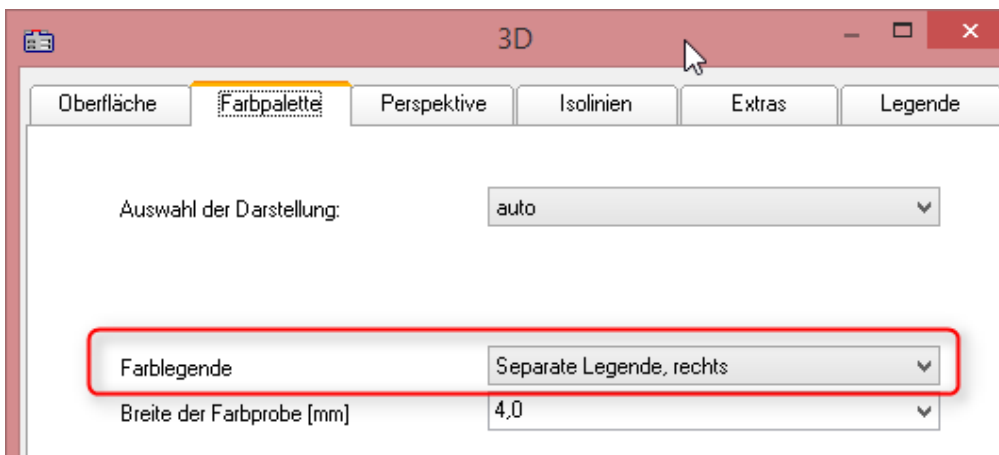 3D
Oberfläche Farbpalette Perspektive Isolinien Extras Legende
Auswahl der Darstellung: auto
Farblegende Separate Legende, rechts
Breite der Farbprobe [mm] 4,0